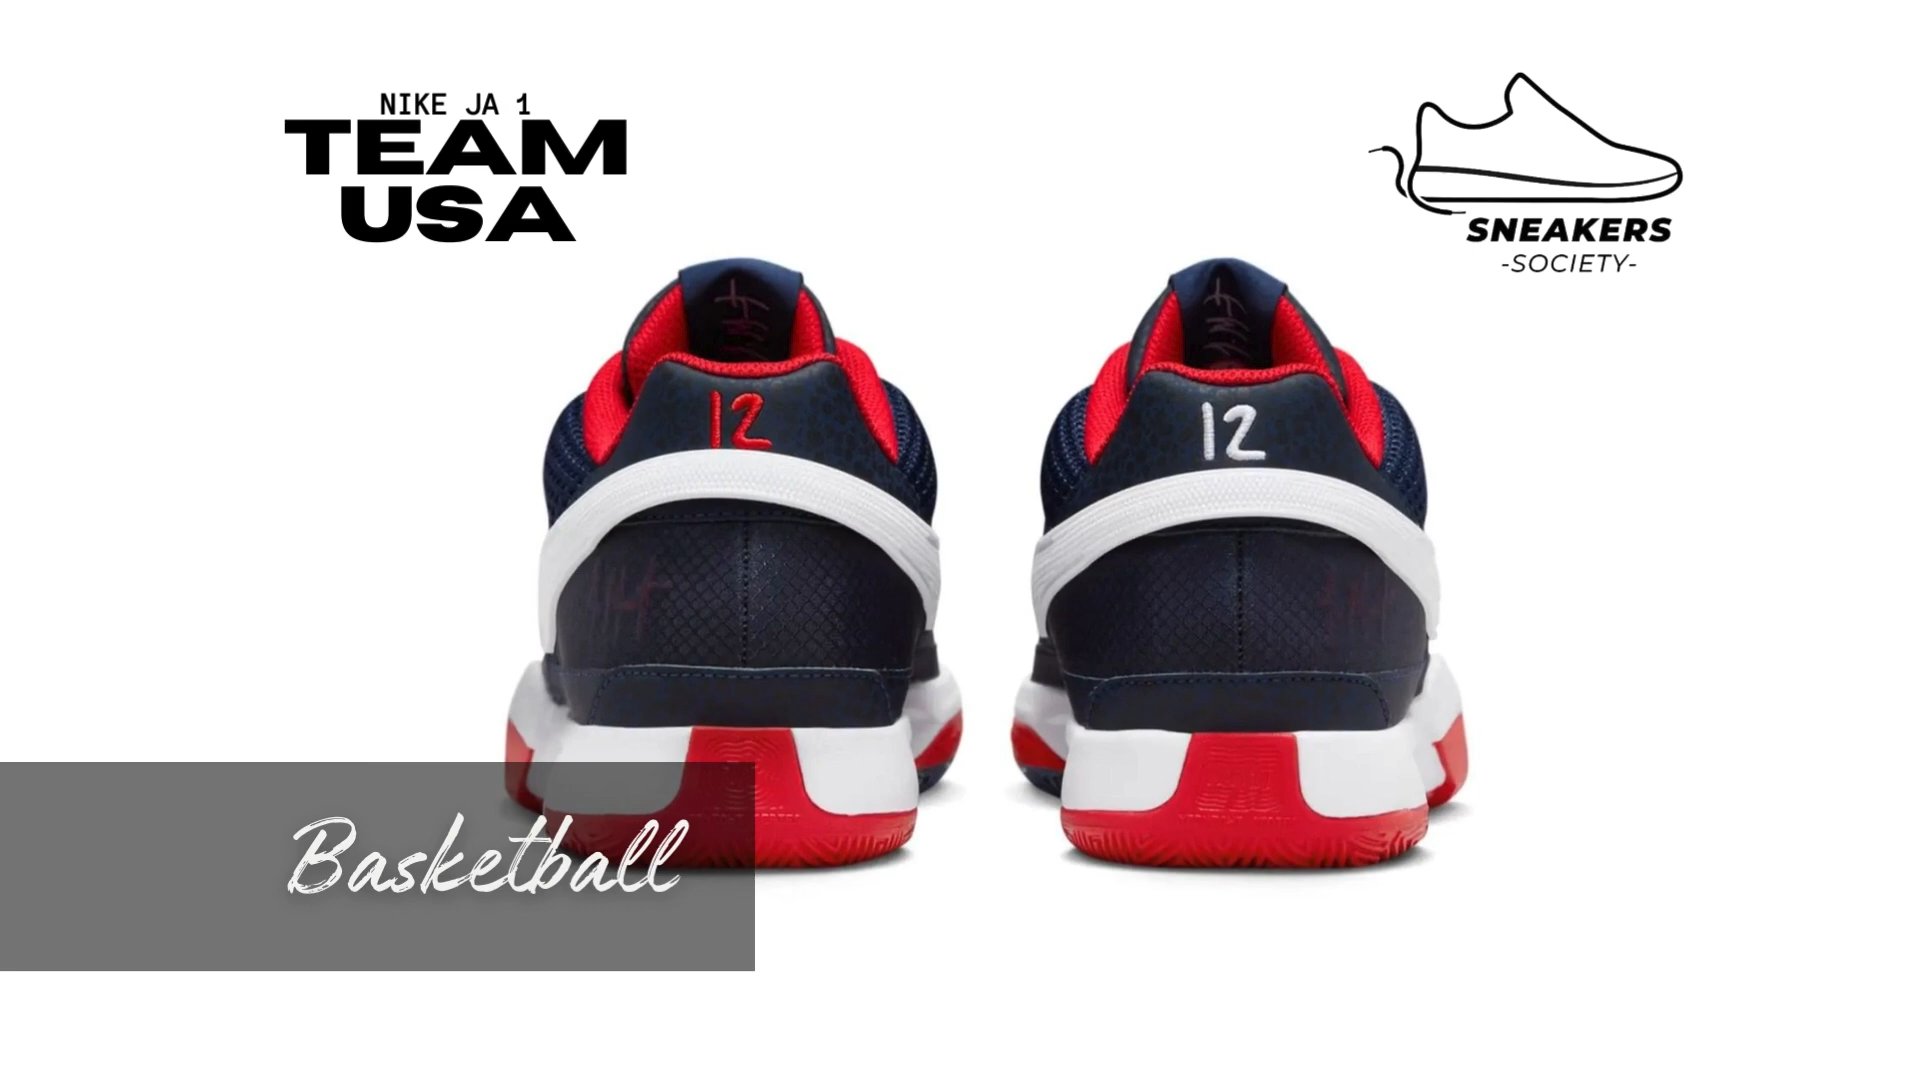 NIKE JA 1
TEAM
USA
SNEAKERS
-SOCIETY-
12
12
Basketball